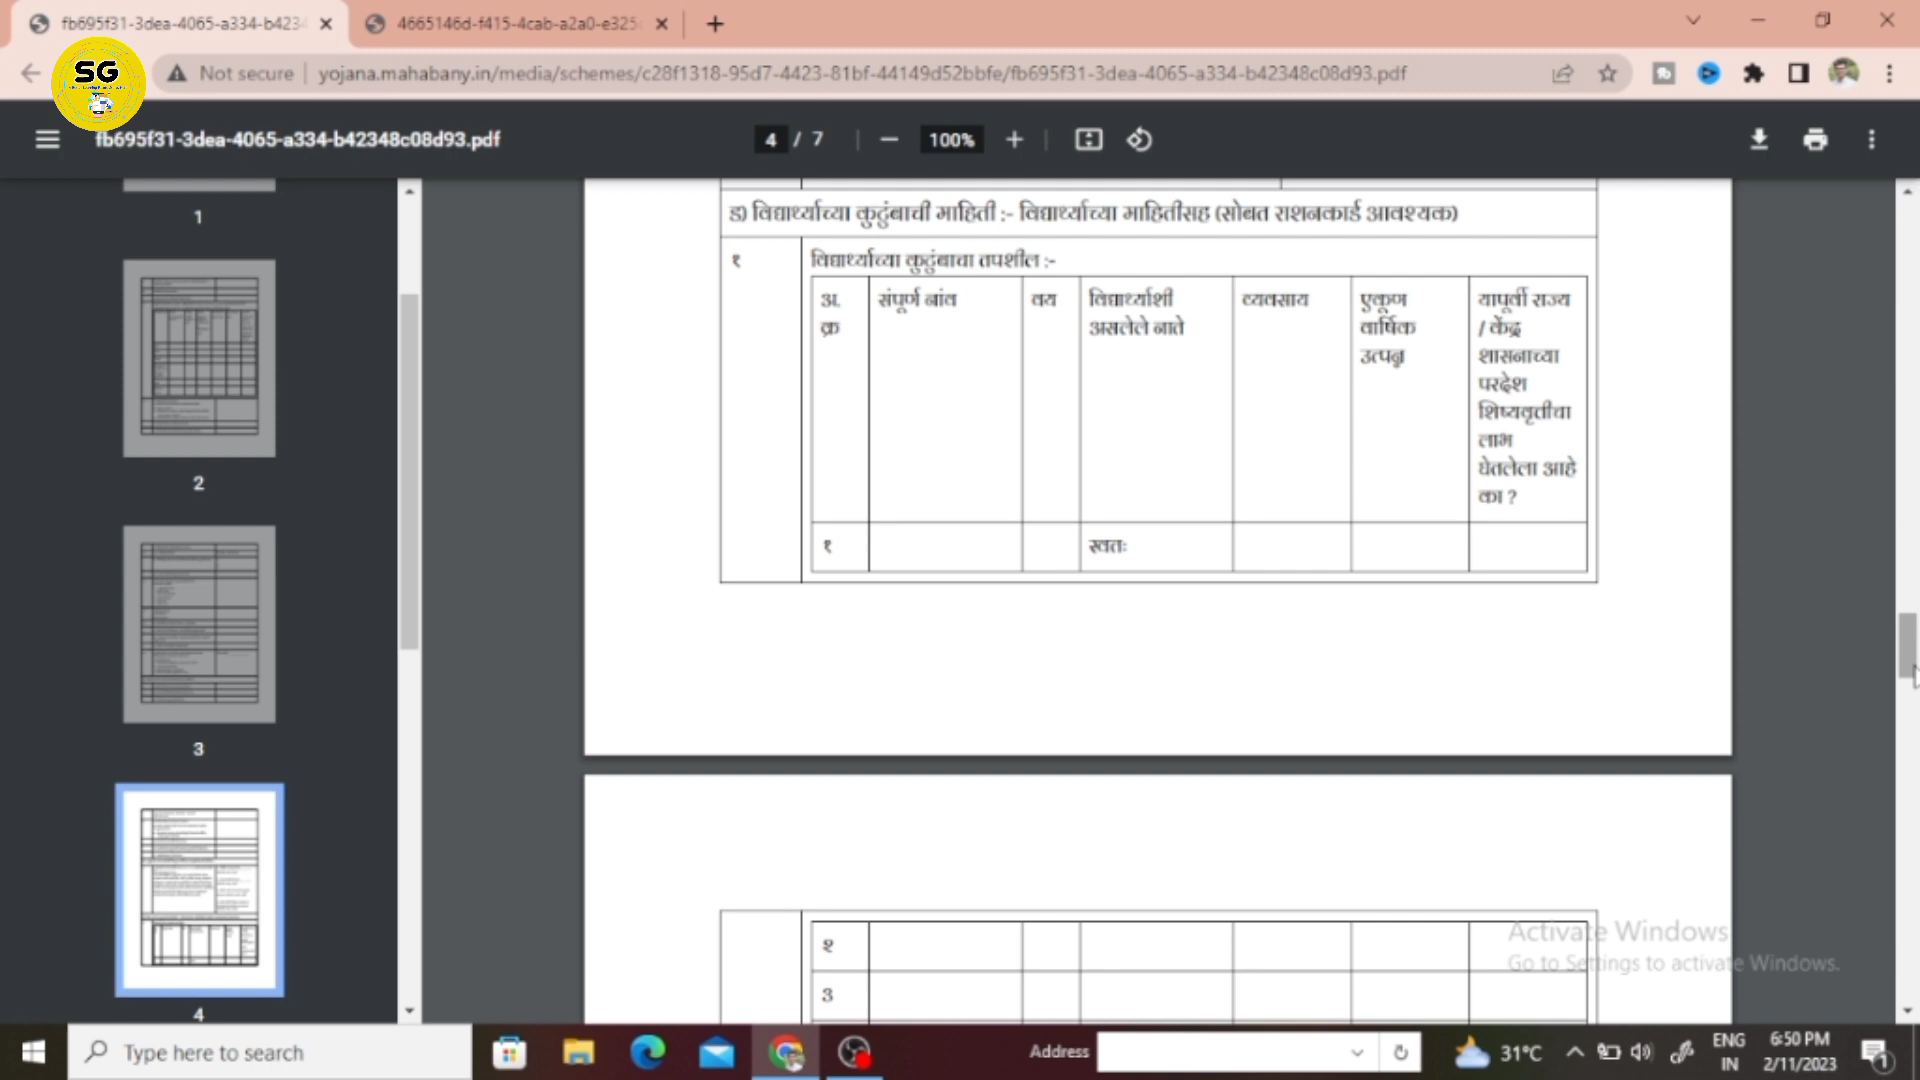 fb695f31-3dea-4065-a334-b4234
4665146d-f415-4cab-a2a0-e325
SG
Not secure
yojana.mahabany.in/media/schemes/c28f1318-95d7-4423-81bf-44149d52bbfe/fb695f31-3dea-4065-a334-b42348c08d93.pdf
fb695f31-3dea-4065-a334-b42348c08d93.pdf
4 / 7
100%
1
2
3
4
ड) विद्यार्थ्याच्या कुटुंबाची माहिती :- विद्यार्थ्याच्या माहितीसह (सोबत राशनकार्ड आवश्यक)
१ विद्यार्थ्याच्या कुटुंबाचा तपशील :-
अ. क्र
संपूर्ण नांव
वय
विद्यार्थ्याशी
असलेले नाते
व्यवसाय
एकूण
वार्षिक
उत्पन्न
यापूर्वी राज्य
/ केंद्र
शासनाच्या
परदेश
शिष्यवृत्तीचा
लाभ
घेतलेला आहे
का ?
१ स्वतः
२
3
Activate Windows
Go to Settings to activate Windows.
Type here to search
Address
31°C
ENG
IN
6:50 PM
2/11/2023
1